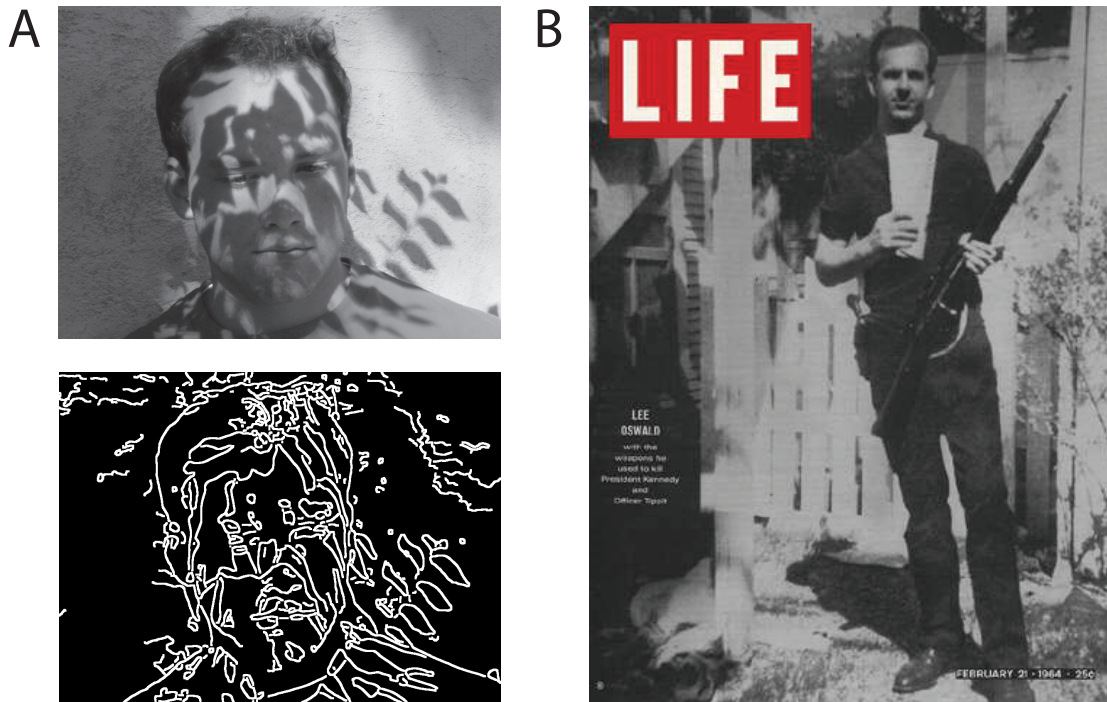 A
B
LIFE
LEE
OSWALD
with the
weapons he
used to kill
President Kennedy
and
Officer Tippit
FEBRUARY 21 · 1964 · 25¢